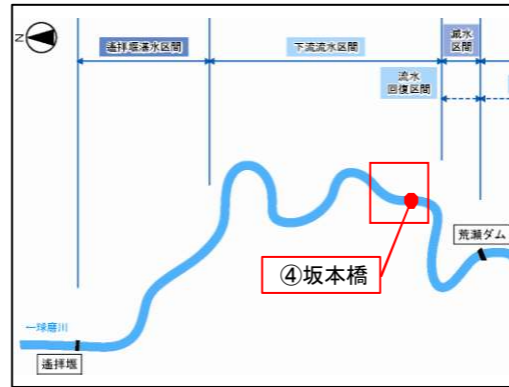 N
遙拝堰湛水区間
下流流水区間
減水
区間
流水
回復区間
荒瀬ダム
④坂本橋
球磨川
遙拝堰